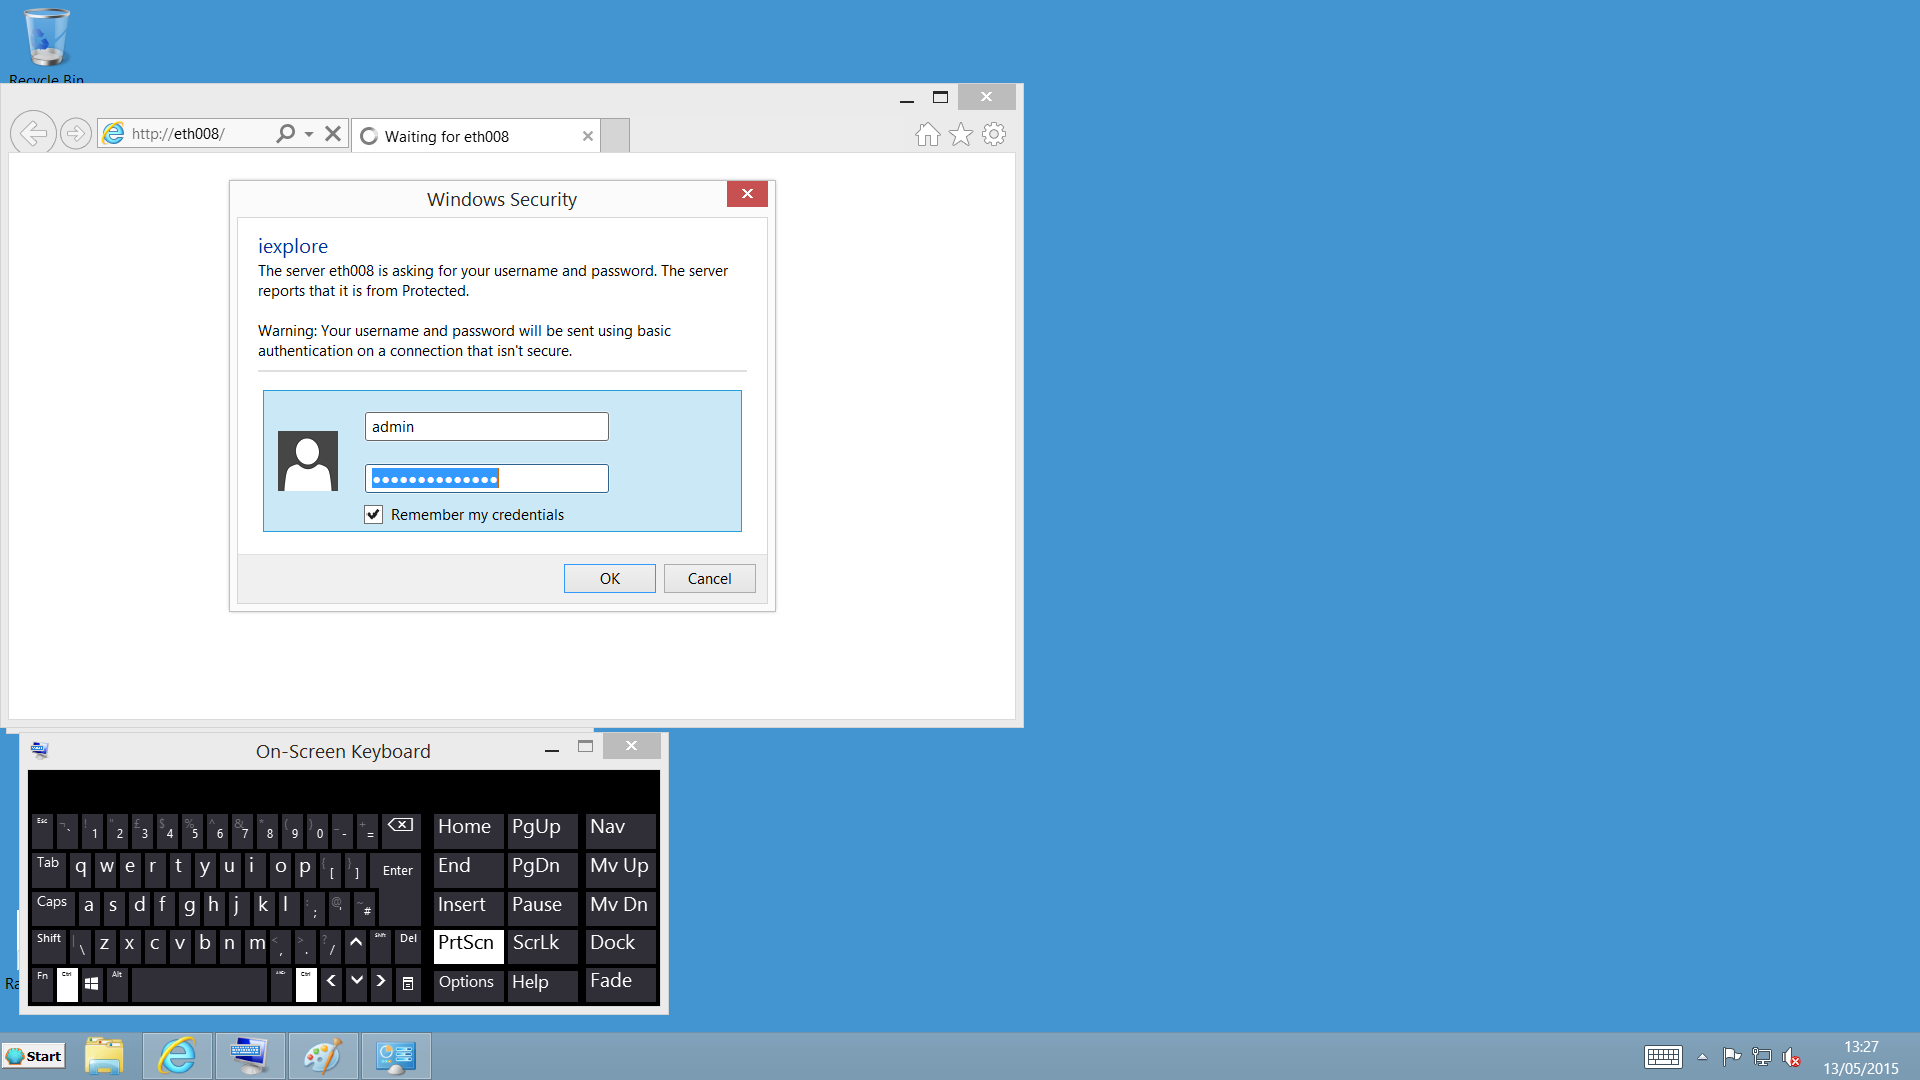 Recycle Bin
http://eth008/
Waiting for eth008
Windows Security
iexplore
The server eth008 is asking for your username and password. The server
reports that it is from Protected.
Warning: Your username and password will be sent using basic
authentication on a connection that isn't secure.
admin
Remember my credentials
OK Cancel
On-Screen Keyboard
Esc ¬ ` ! 1 " 2 £ 3 $ 4 % 5 ^ 6 & 7 * 8 ( 9 ) 0 _ - + = Home PgUp Nav
Tab q w e r t y u i o p { [ } ] Enter End PgDn Mv Up
Caps a s d f g h j k l : ; @ ' ~ # Insert Pause Mv Dn
Shift | \ z x c v b n m < , > . ? / Shift Del PrtScn ScrLk Dock
Fn Ctrl Alt Ctrl Options Help Fade
Start
13:27
13/05/2015